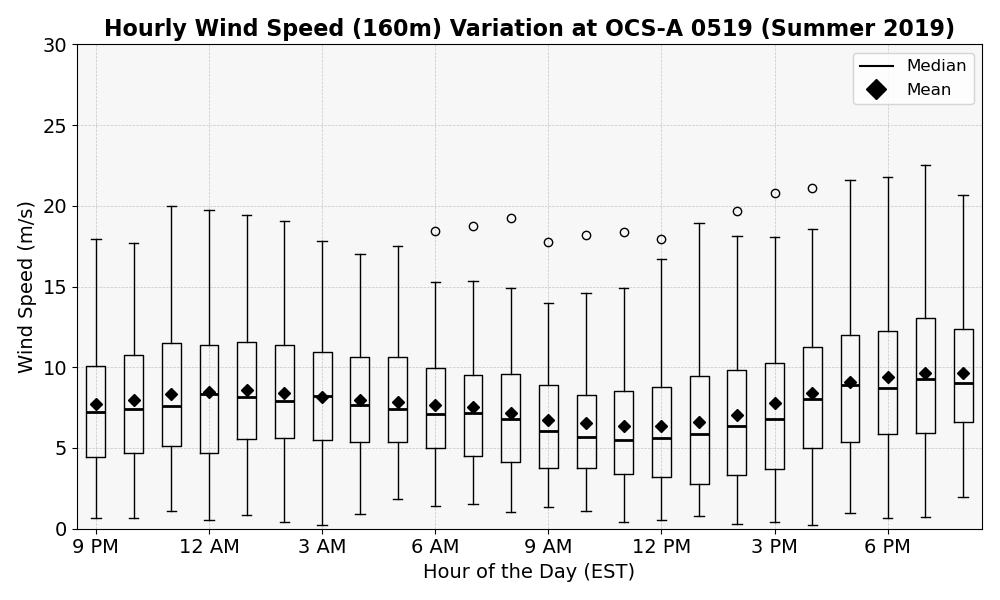 Hourly Wind Speed (160m) Variation at OCS-A 0519 (Summer 2019)
Median
Mean
Wind Speed (m/s)
30
25
20
15
10
5
0
9 PM 12 AM 3 AM 6 AM 9 AM 12 PM 3 PM 6 PM
Hour of the Day (EST)